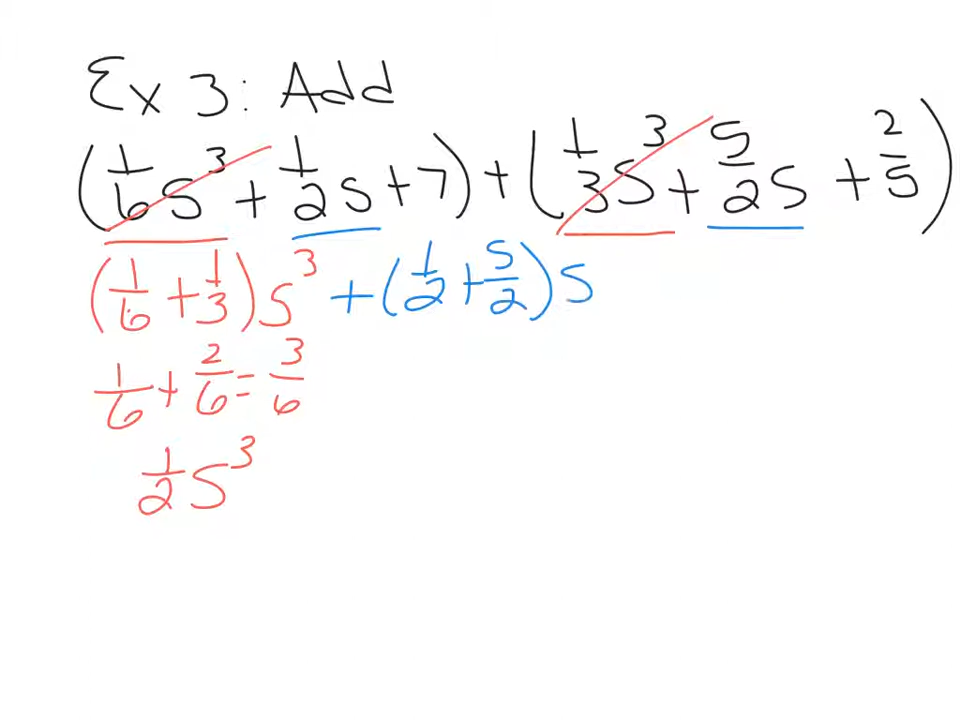 Ex 3: Add
(1/6 S^3 + 1/2 S + 7) + (1/3 S^3 + 5/2 S + 2/5)
(1/6 + 1/3) S^3 + (1/2 + 5/2) S
1/6 + 2/6 = 3/6
1/2 S^3